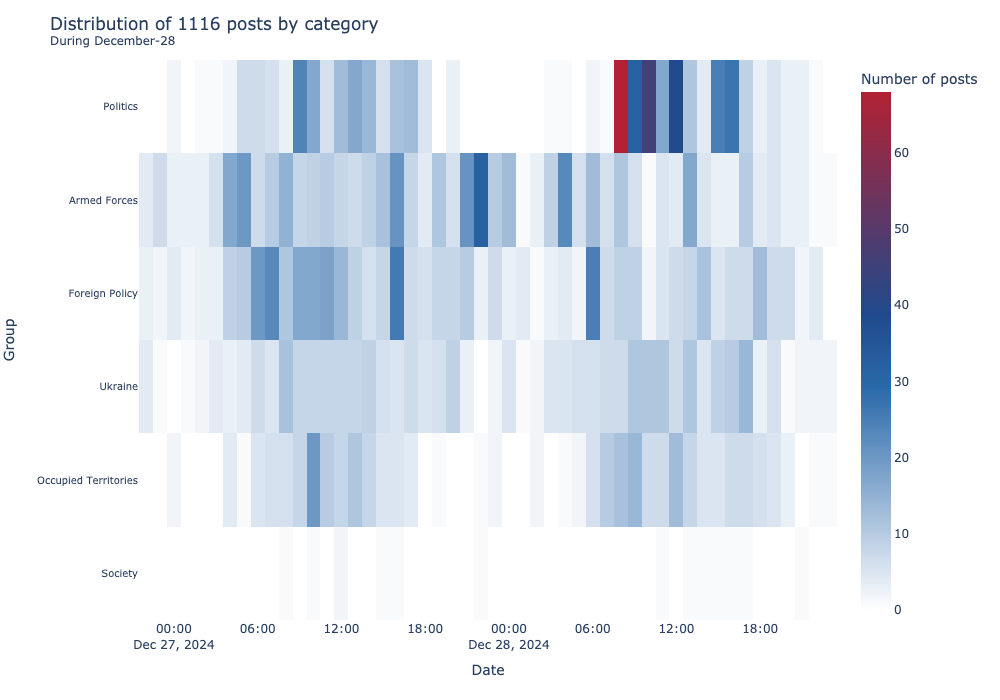 Distribution of 1116 posts by category
During December-28
Number of posts
Politics
Armed Forces
Foreign Policy
Ukraine
Occupied Territories
Society
Group
60
50
40
30
20
10
0
00:00 06:00 12:00 18:00 00:00 06:00 12:00 18:00
Dec 27, 2024 Dec 28, 2024
Date